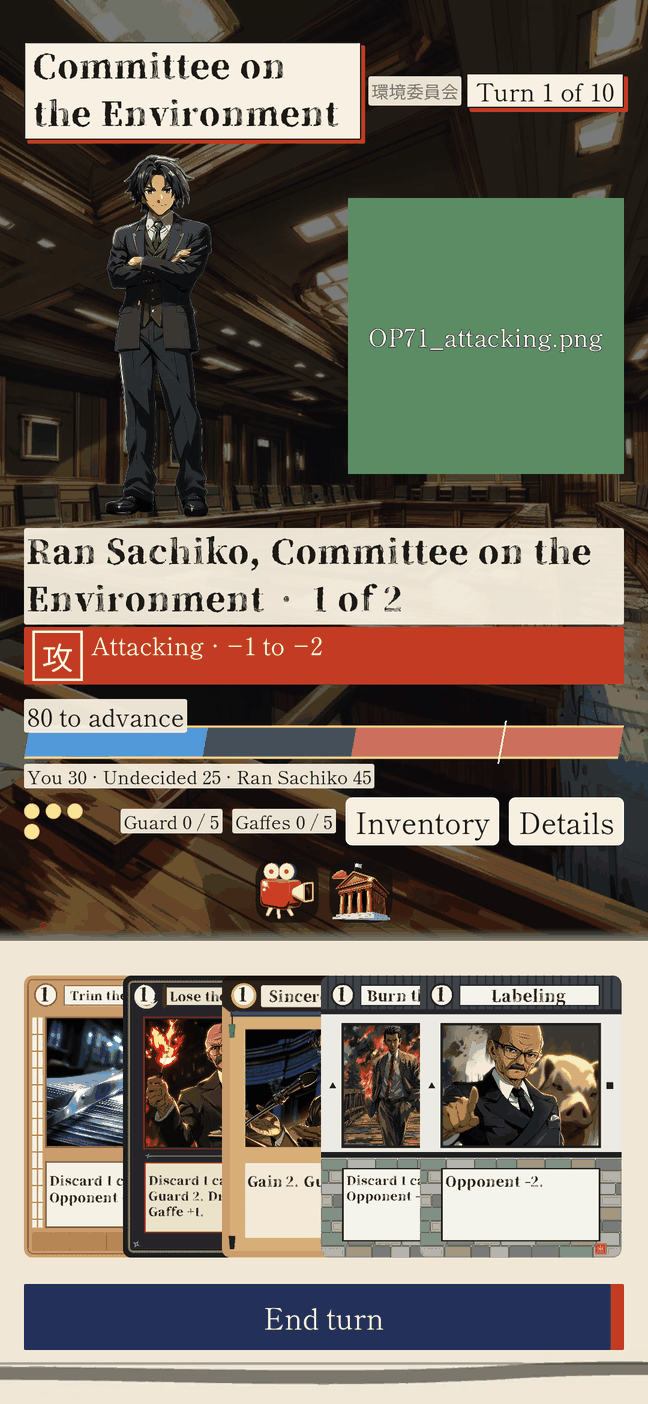 Committee on
the Environment
環境委員会
Turn 1 of 10
OP71_attacking.png
Ran Sachiko, Committee on the
Environment · 1 of 2
攻
Attacking · −1 to −2
80 to advance
You 30 · Undecided 25 · Ran Sachiko 45
Guard 0 / 5
Gaffes 0 / 5
Inventory
Details
1
Trim the
Discard 1
Opponent
1
Lose the
Discard 1 ca
Guard 2. Dr
Gaffe +1.
1
Sincer
Gain 2. Gu
1
Burn t
Discard 1 ca
Opponent -
1
Labeling
Opponent -2.
End turn